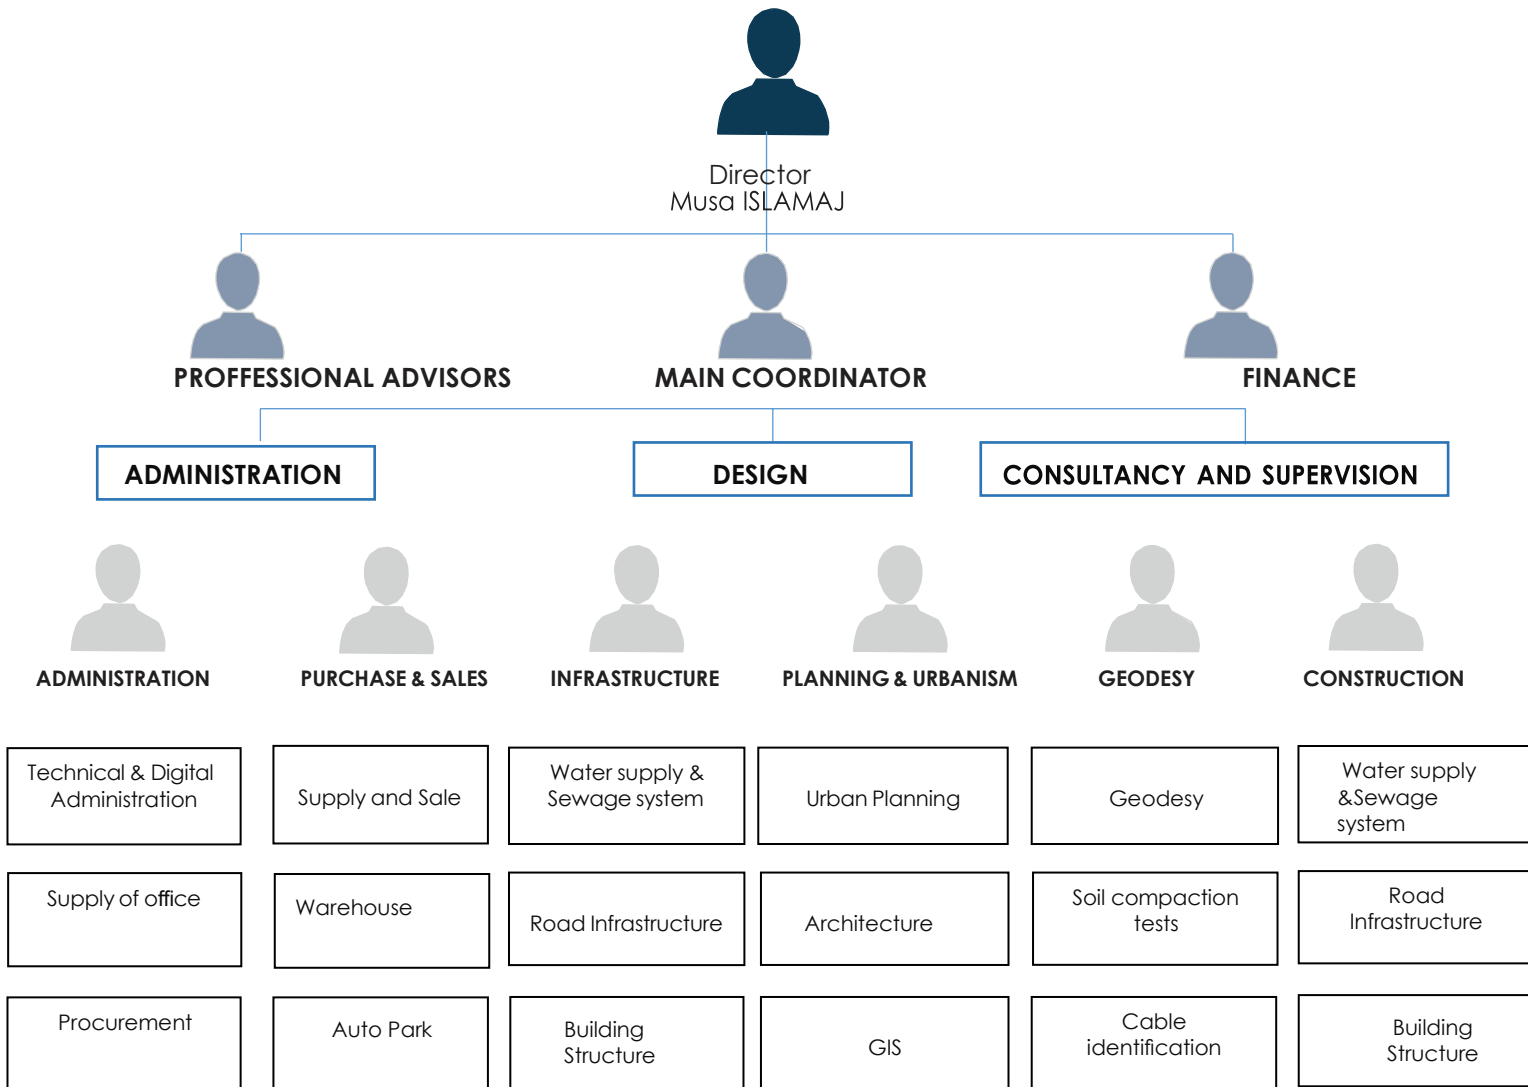 Director
Musa ISLAMAJ
PROFFESSIONAL ADVISORS
MAIN COORDINATOR
FINANCE
ADMINISTRATION
DESIGN
CONSULTANCY AND SUPERVISION
ADMINISTRATION
PURCHASE & SALES
INFRASTRUCTURE
PLANNING & URBANISM
GEODESY
CONSTRUCTION
Technical & Digital
Administration
Supply and Sale
Water supply &
Sewage system
Urban Planning
Geodesy
Water supply
&Sewage
system
Supply of office
Warehouse
Road Infrastructure
Architecture
Soil compaction
tests
Road
Infrastructure
Procurement
Auto Park
Building
Structure
GIS
Cable
identification
Building
Structure